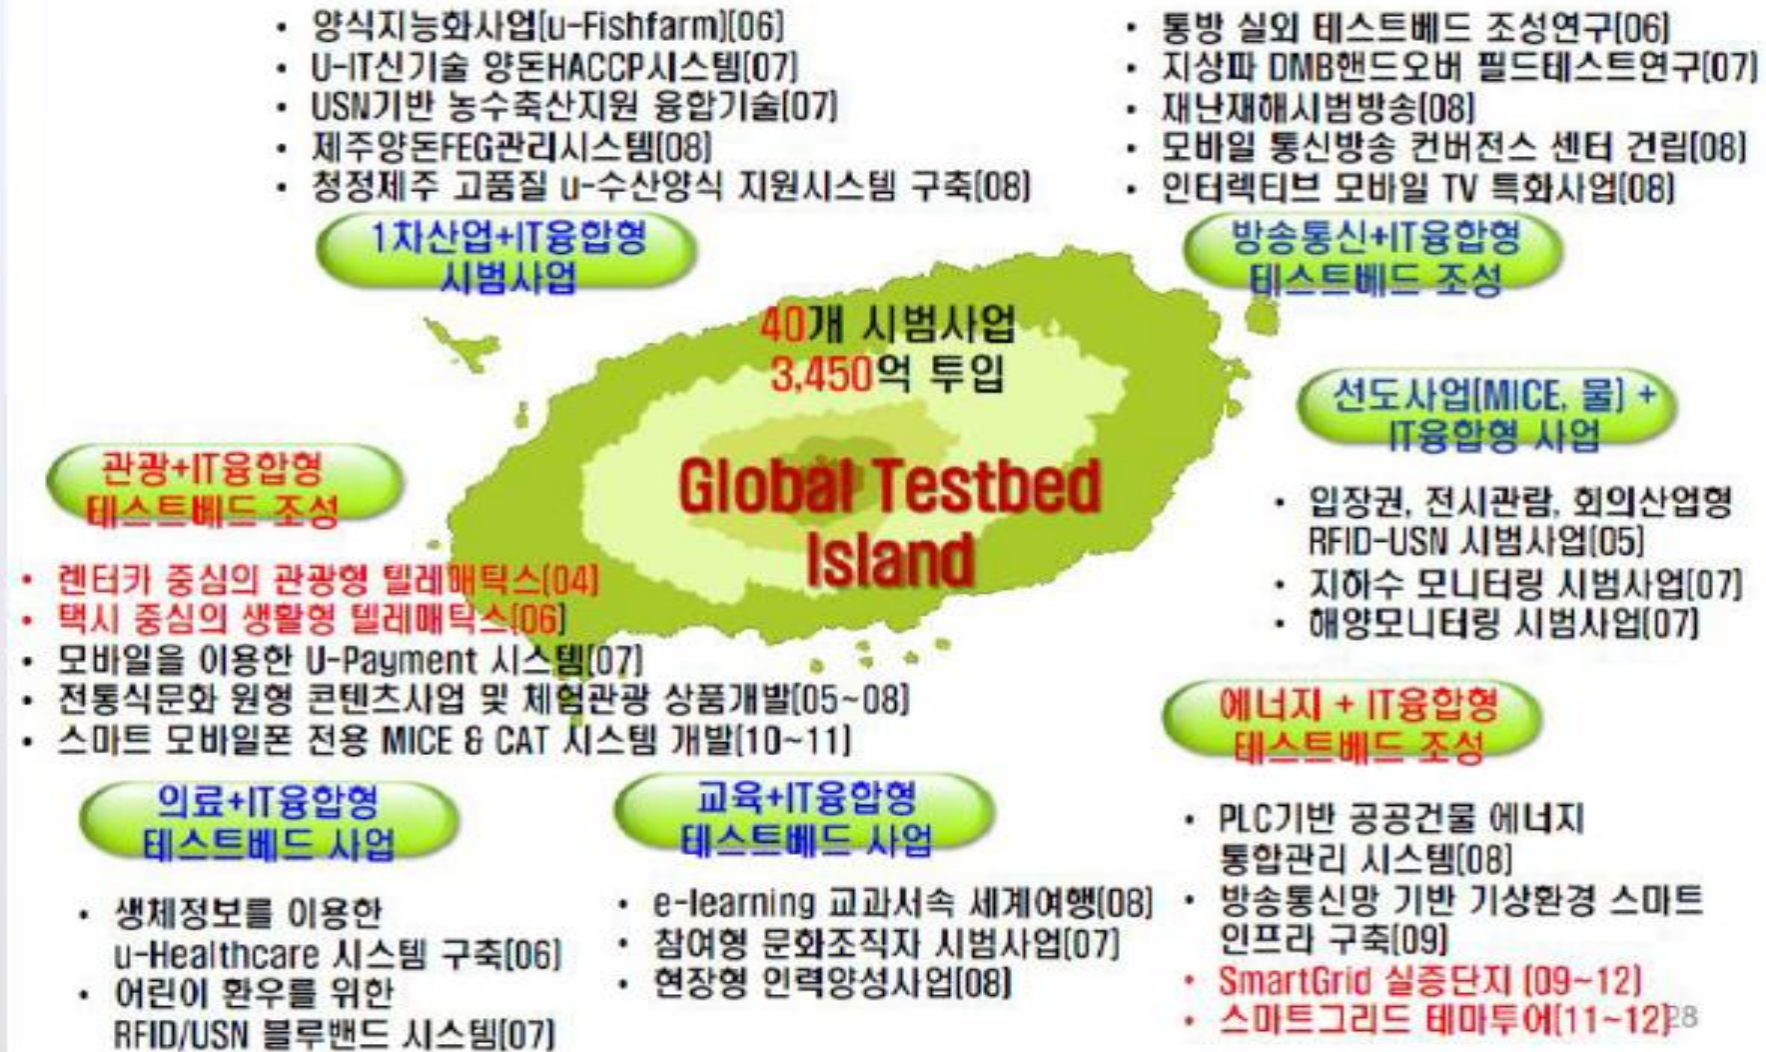 • 양식지능화사업[u-Fishfarm][06]
• U-IT신기술 양돈HACCP시스템[07]
• USN기반 농수축산지원 융합기술[07]
• 제주양돈FEG관리시스템[08]
• 청정제주 고품질 u-수산양식 지원시스템 구축[08]
1차산업+IT융합형
시범사업
• 통방 실외 테스트베드 조성연구[06]
• 지상파 DMB핸드오버 필드테스트연구[07]
• 재난재해시범방송[08]
• 모바일 통신방송 컨버전스 센터 건립[08]
• 인터렉티브 모바일 TV 특화사업[08]
방송통신+IT융합형
테스트베드 조성
40개 시범사업
3,450억 투입
Global Testbed
Island
선도사업[MICE, 물] +
IT융합형 사업
• 입장권, 전시관람, 회의산업형
RFID-USN 시범사업[05]
• 지하수 모니터링 시범사업[07]
• 해양모니터링 시범사업[07]
관광+IT융합형
테스트베드 조성
• 렌터카 중심의 관광형 텔레매틱스[04]
• 택시 중심의 생활형 텔레매틱스[06]
• 모바일을 이용한 U-Payment 시스템[07]
• 전통식문화 원형 콘텐츠사업 및 체험관광 상품개발[05~08]
• 스마트 모바일폰 전용 MICE & CAT 시스템 개발[10~11]
에너지 + IT융합형
테스트베드 조성
• PLC기반 공공건물 에너지
통합관리 시스템[08]
• 방송통신망 기반 기상환경 스마트
인프라 구축[09]
• SmartGrid 실증단지 [09~12]
• 스마트그리드 테마투어[11~12]
28
의료+IT융합형
테스트베드 사업
• 생체정보를 이용한
u-Healthcare 시스템 구축[06]
• 어린이 환우를 위한
RFID/USN 블루밴드 시스템[07]
교육+IT융합형
테스트베드 사업
• e-learning 교과서속 세계여행[08]
• 참여형 문화조직자 시범사업[07]
• 현장형 인력양성사업[08]